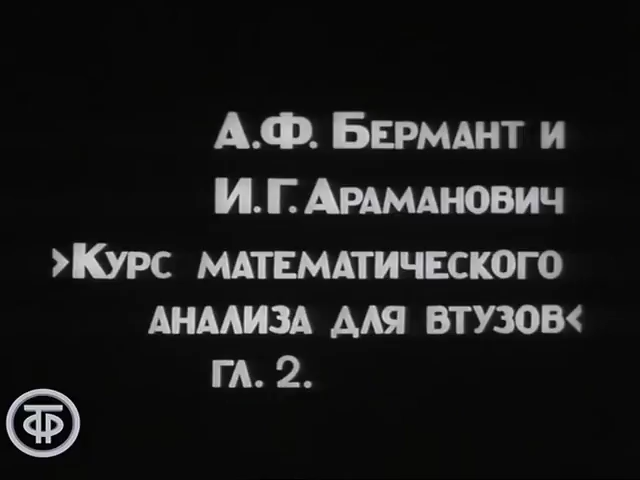 А.Ф. Бермант и
И.Г. Араманович
>Курс математического
анализа для втузов<
гл. 2.